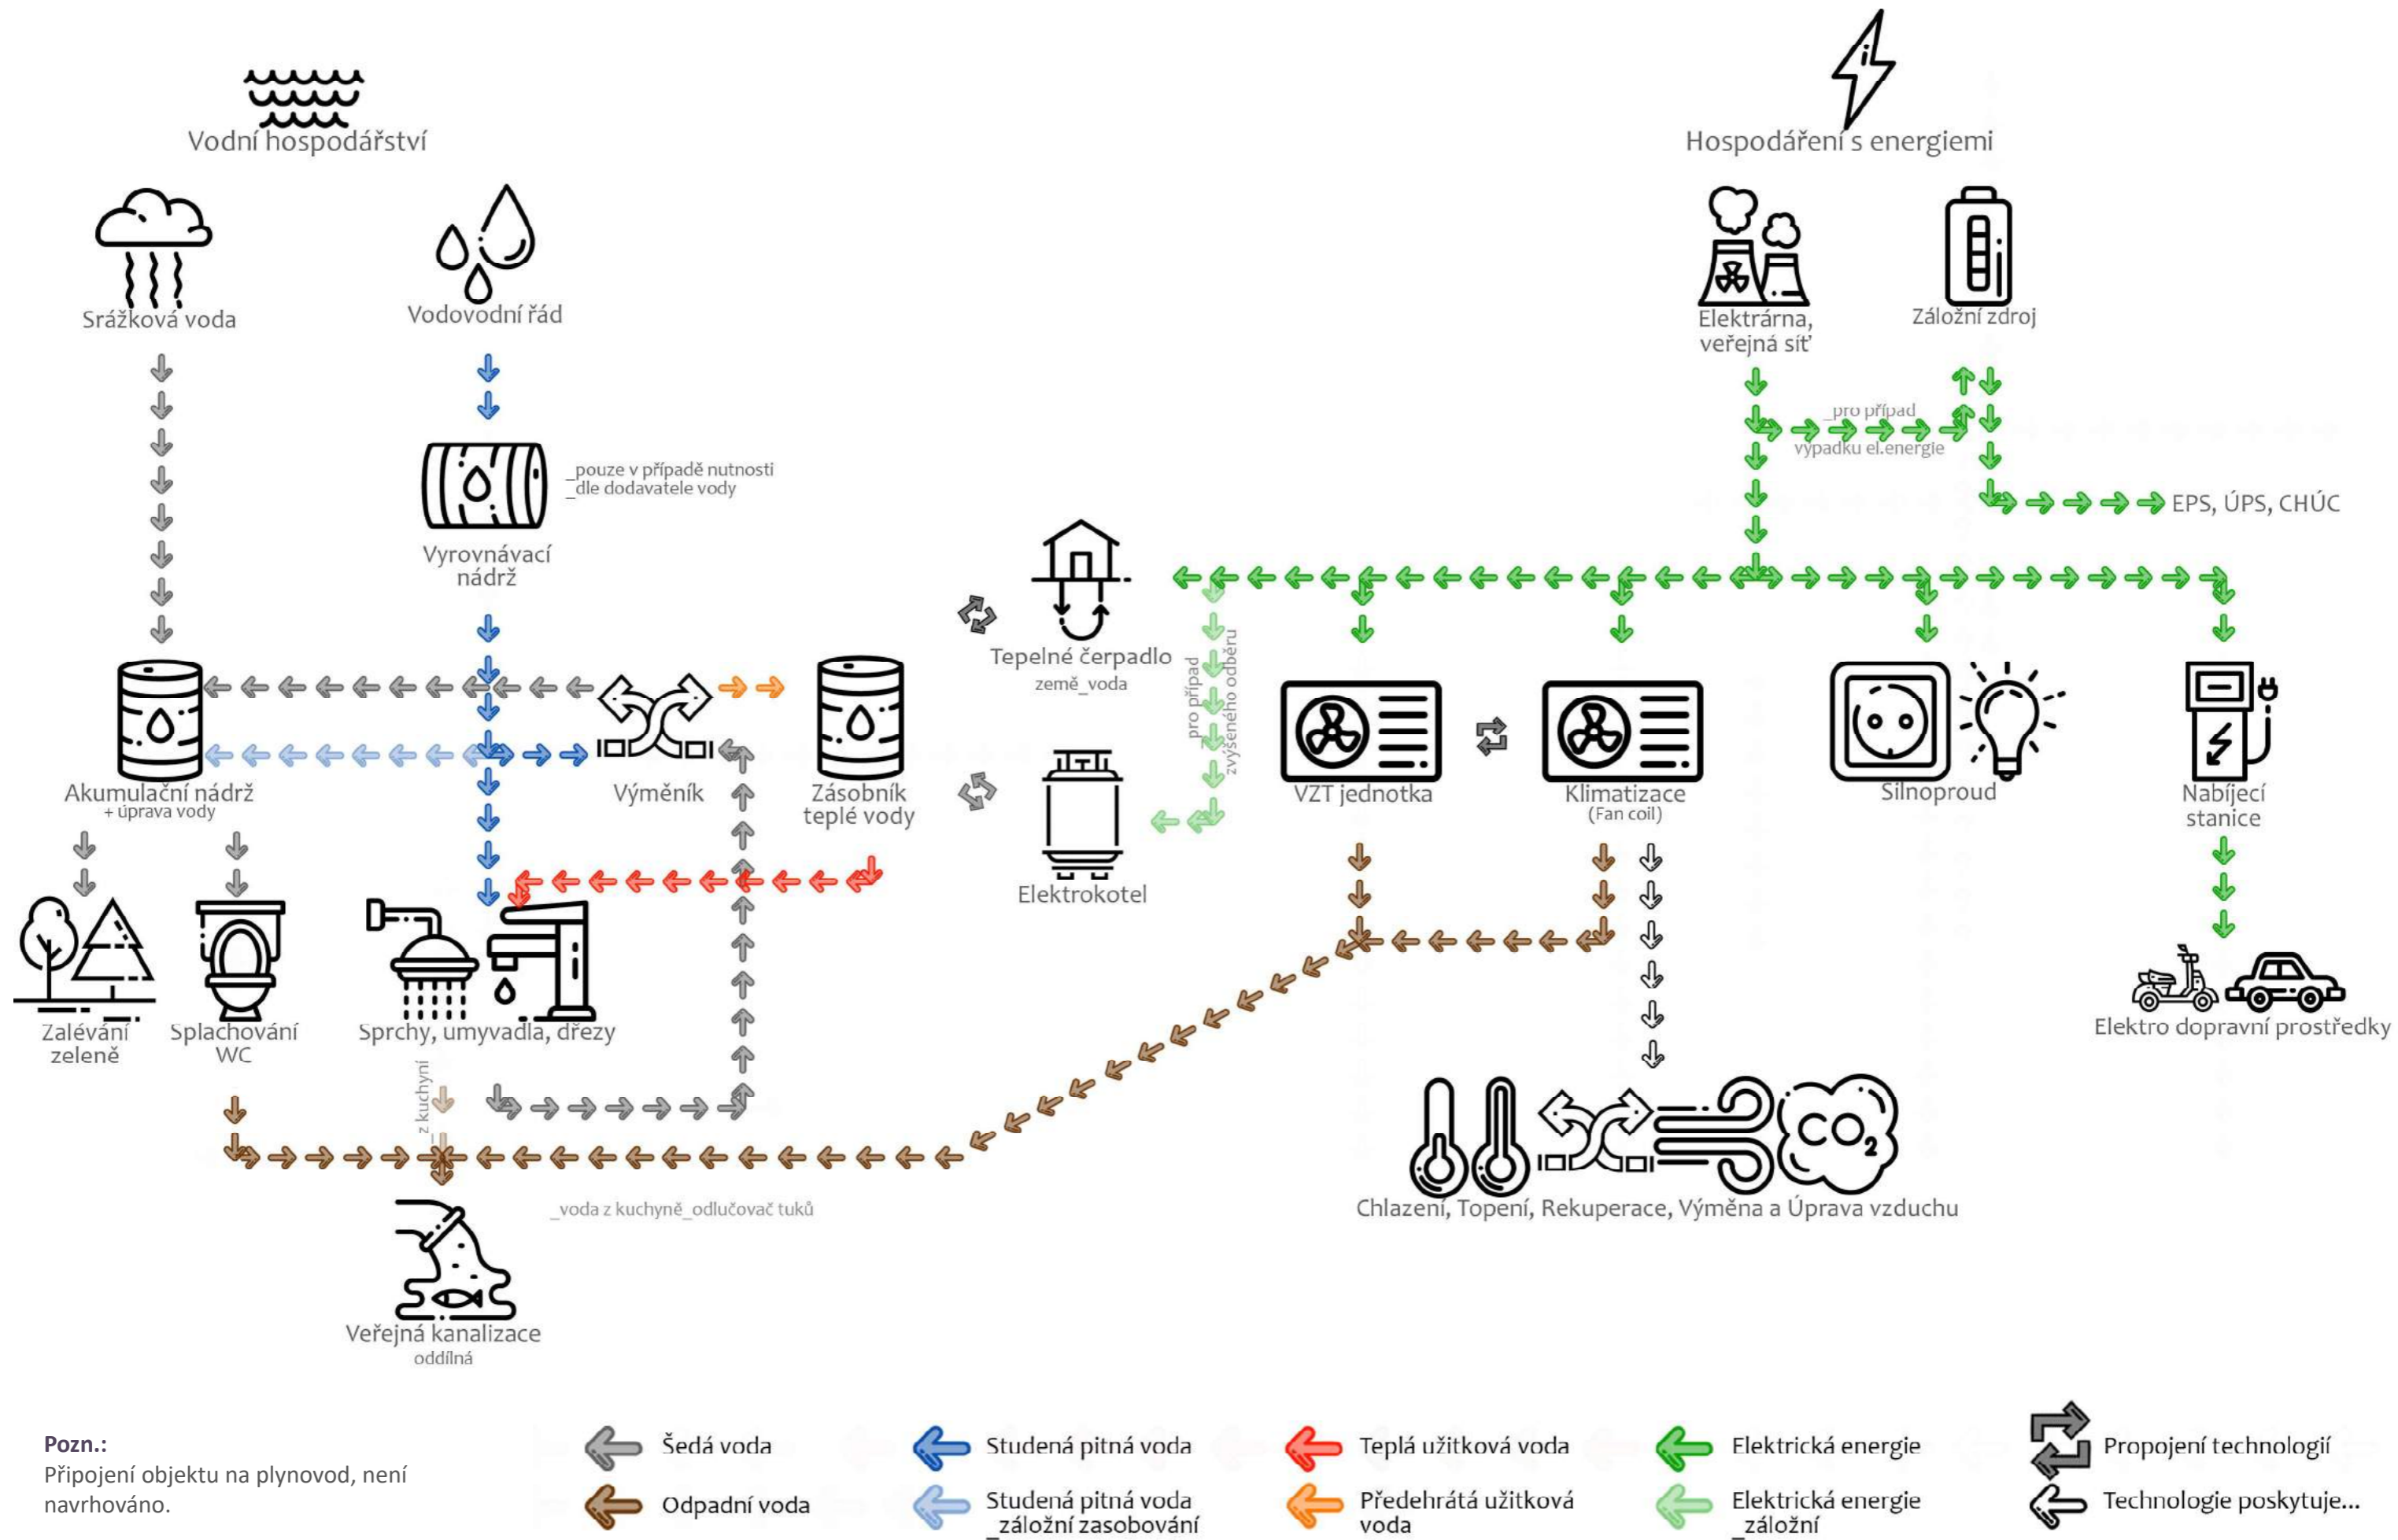 Vodní hospodářství
Hospodáření s energiemi
Srážková voda
Vodovodní řád
Elektrárna,
veřejná síť
Záložní zdroj
_pro případ
výpadku el.energie
_pouze v případě nutnosti
_dle dodavatele vody
EPS, ÚPS, CHÚC
Vyrovnávací
nádrž
Tepelné čerpadlo
země_voda
_pro případ
zvýšeného odběru
Akumulační nádrž
+ úprava vody
Výměník
Zásobník
teplé vody
VZT jednotka
Klimatizace
(Fan coil)
Silnoproud
Nabíjecí
stanice
Elektrokotel
Zalévání
zeleně
Splachování
WC
Sprchy, umyvadla, dřezy
Elektro dopravní prostředky
_z kuchyní
CO2
_voda z kuchyně_odlučovač tuků
Chlazení, Topení, Rekuperace, Výměna a Úprava vzduchu
Veřejná kanalizace
oddílná
Pozn.:
Připojení objektu na plynovod, není
navrhováno.
Šedá voda
Odpadní voda
Studená pitná voda
Studená pitná voda
_záložní zasobování
Teplá užitková voda
Předehrátá užitková
voda
Elektrická energie
Elektrická energie
_záložní
Propojení technologií
Technologie poskytuje...